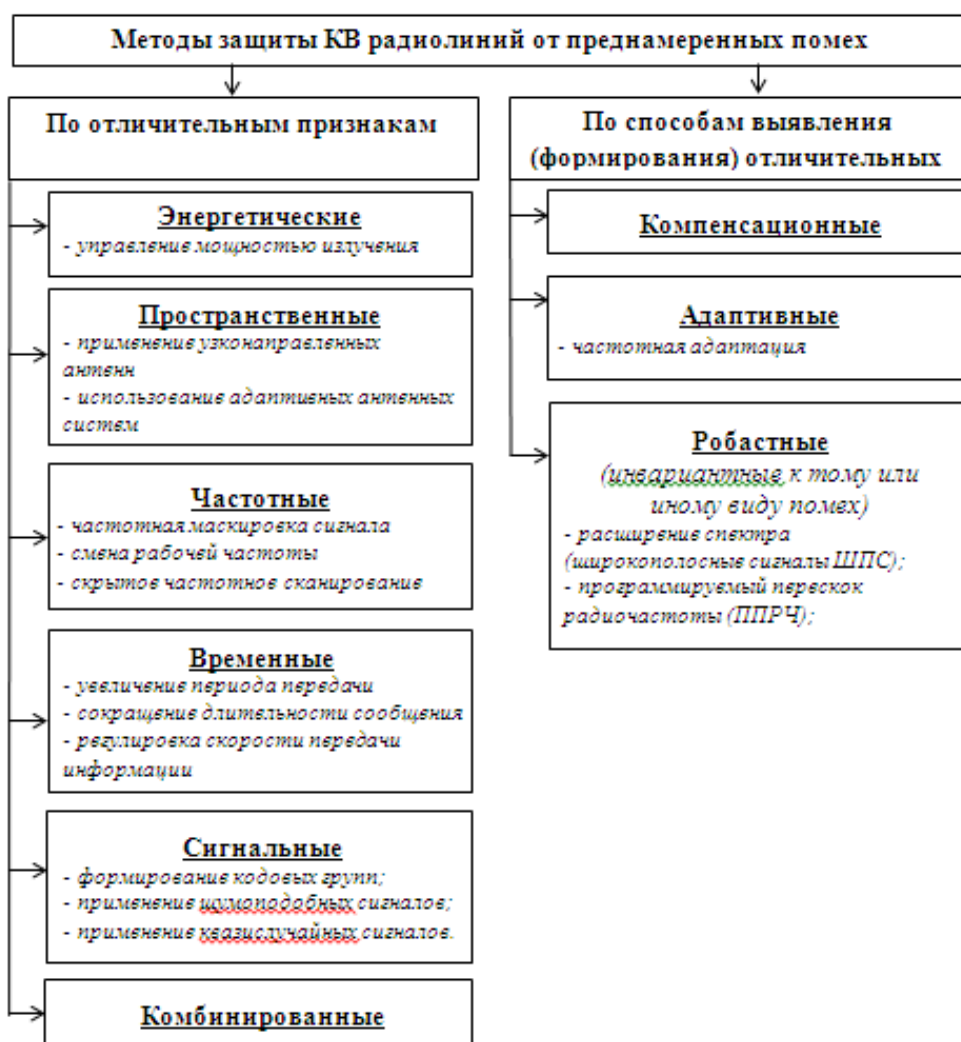 Методы защиты КВ радиолиний от преднамеренных помех
По отличительным признакам
Энергетические
- управление мощностью излучения
Пространственные
- применение узконаправленных
антенн
- использование адаптивных антенных
систем
Частотные
- частотная маскировка сигнала
- смена рабочей частоты
- скрытое частотное сканирование
Временные
- увеличение периода передачи
- сокращение длительности сообщения
- регулировка скорости передачи
информации
Сигнальные
- формирование кодовых групп;
- применение шумоподобных сигналов;
- применение квазислучайных сигналов.
Комбинированные
По способам выявления
(формирования) отличительных
Компенсационные
Адаптивные
- частотная адаптация
Робастные
(инвариантные к тому или
иному виду помех)
- расширение спектра
(широкополосные сигналы ШПС);
- программируемый перескок
радиочастоты (ППРЧ);